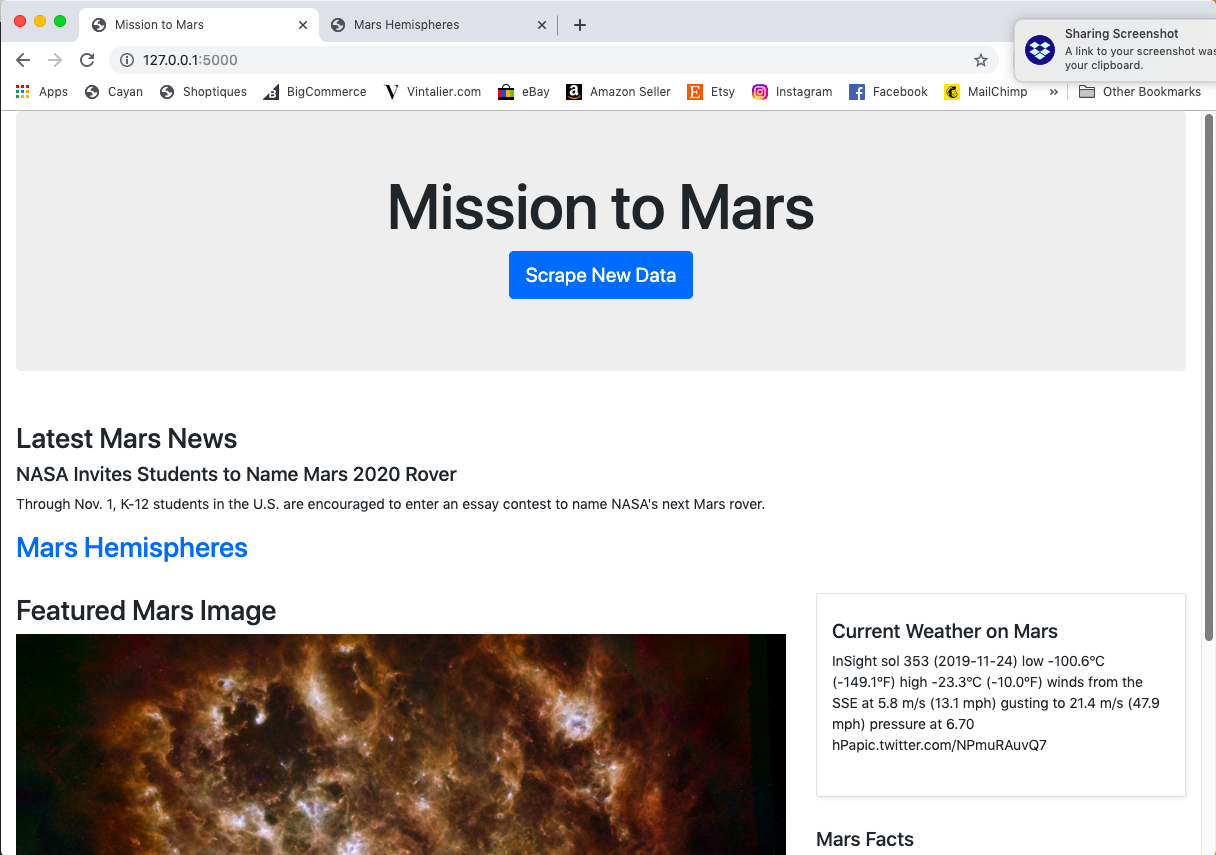 Mission to Mars
Mars Hemispheres
Sharing Screenshot
A link to your screenshot was
your clipboard.
127.0.0.1:5000
Apps Cayan Shoptiques BigCommerce Vintalier.com eBay Amazon Seller Etsy Instagram Facebook MailChimp » Other Bookmarks
Mission to Mars
Scrape New Data
Latest Mars News
NASA Invites Students to Name Mars 2020 Rover
Through Nov. 1, K-12 students in the U.S. are encouraged to enter an essay contest to name NASA's next Mars rover.
Mars Hemispheres
Featured Mars Image
Current Weather on Mars
InSight sol 353 (2019-11-24) low -100.6ºC
(-149.1ºF) high -23.3ºC (-10.0ºF) winds from the
SSE at 5.8 m/s (13.1 mph) gusting to 21.4 m/s (47.9
mph) pressure at 6.70
hPapic.twitter.com/NPmuRAuvQ7
Mars Facts